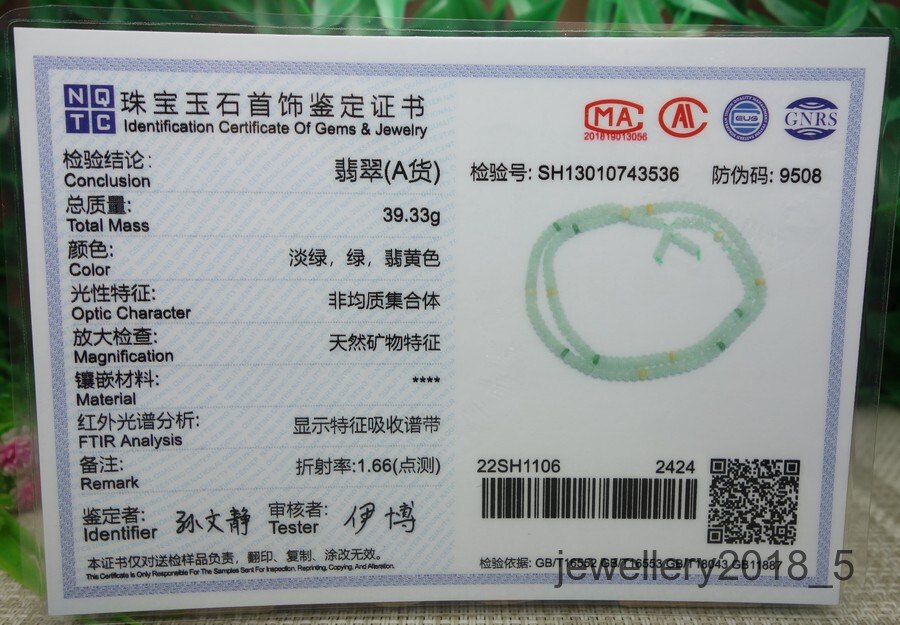 NQTC 珠宝玉石首饰鉴定证书
Identification Certificate Of Gems & Jewelry
检验结论: 翡翠(A货)
Conclusion
总质量: 39.33g
Total Mass
颜色: 淡绿，绿，翡黄色
Color
光性特征: 非均质集合体
Optic Character
放大检查: 天然矿物特征
Magnification
镶嵌材料: ****
Material
红外光谱分析: 显示特征吸收谱带
FTIR Analysis
备注: 折射率:1.66(点测)
Remark
鉴定者: 孙文静 审核者: 伊博
Identifier Tester
本证书仅对送检样品负责，翻印、复制、涂改无效。
This Certificate is Only Responsible For The Samples Sent For Inspection. Reprinting, Copying, And Alteration.
MA
201819013056
EUS
GNRS
检验号: SH13010743536 防伪码: 9508
22SH1106 2424
检验依据: GB/T16552 GB/T16553 GB/T18043 GB11887
jewellery2018_5